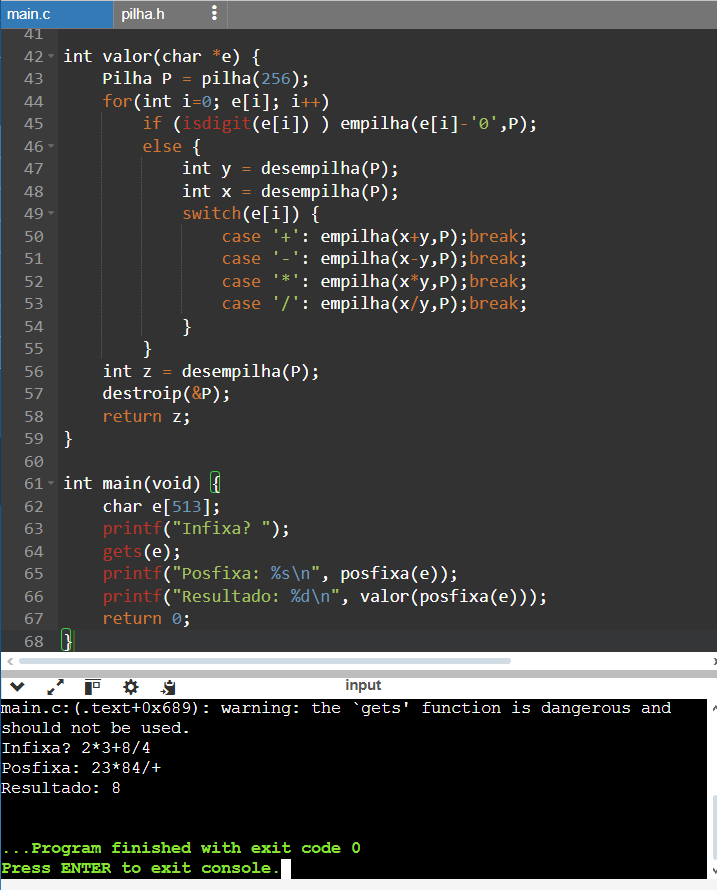 main.c pilha.h
41
42 int valor(char *e) {
43 Pilha P = pilha(256);
44 for(int i=0; e[i]; i++)
45 if (isdigit(e[i]) ) empilha(e[i]-'0',P);
46 else {
47 int y = desempilha(P);
48 int x = desempilha(P);
49 switch(e[i]) {
50 case '+': empilha(x+y,P);break;
51 case '-': empilha(x-y,P);break;
52 case '*': empilha(x*y,P);break;
53 case '/': empilha(x/y,P);break;
54 }
55 }
56 int z = desempilha(P);
57 destroip(&P);
58 return z;
59 }
60
61 int main(void) {
62 char e[513];
63 printf("Infixa? ");
64 gets(e);
65 printf("Posfixa: %s\n", posfixa(e));
66 printf("Resultado: %d\n", valor(posfixa(e)));
67 return 0;
68 }
input
main.c:(.text+0x689): warning: the `gets' function is dangerous and
should not be used.
Infixa? 2*3+8/4
Posfixa: 23*84/+
Resultado: 8
...Program finished with exit code 0
Press ENTER to exit console.